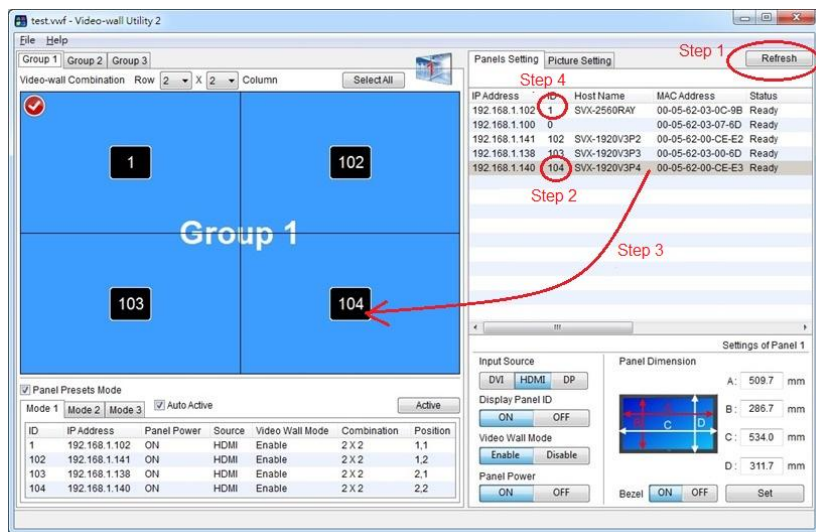 test.vwf - Video-wall Utility 2
File Help
Group 1 Group 2 Group 3
Video-wall Combination Row 2 X 2 Column Select All
1
102
Group 1
103
104
Panel Presets Mode
Mode 1 Mode 2 Mode 3 Auto Active Active
ID IP Address Panel Power Source Video Wall Mode Combination Position
1 192.168.1.102 ON HDMI Enable 2 X 2 1,1
102 192.168.1.141 ON HDMI Enable 2 X 2 1,2
103 192.168.1.138 ON HDMI Enable 2 X 2 2,1
104 192.168.1.140 ON HDMI Enable 2 X 2 2,2
Panels Setting Picture Setting Step 1 Refresh
Step 4
IP Address ID Host Name MAC Address Status
192.168.1.102 1 SVX-2560RAY 00-05-62-03-0C-9B Ready
192.168.1.100 0 00-05-62-03-07-6D Ready
192.168.1.141 102 SVX-1920V3P2 00-05-62-00-CE-E2 Ready
192.168.1.138 103 SVX-1920V3P3 00-05-62-03-00-6D Ready
192.168.1.140 104 SVX-1920V3P4 00-05-62-00-CE-E3 Ready
Step 2
Step 3
Settings of Panel 1
Input Source
DVI HDMI DP
Display Panel ID
ON OFF
Video Wall Mode
Enable Disable
Panel Power
ON OFF
Panel Dimension
A: 509.7 mm
B: 286.7 mm
C: 534.0 mm
D: 311.7 mm
A
B
C
D
Bezel ON OFF Set